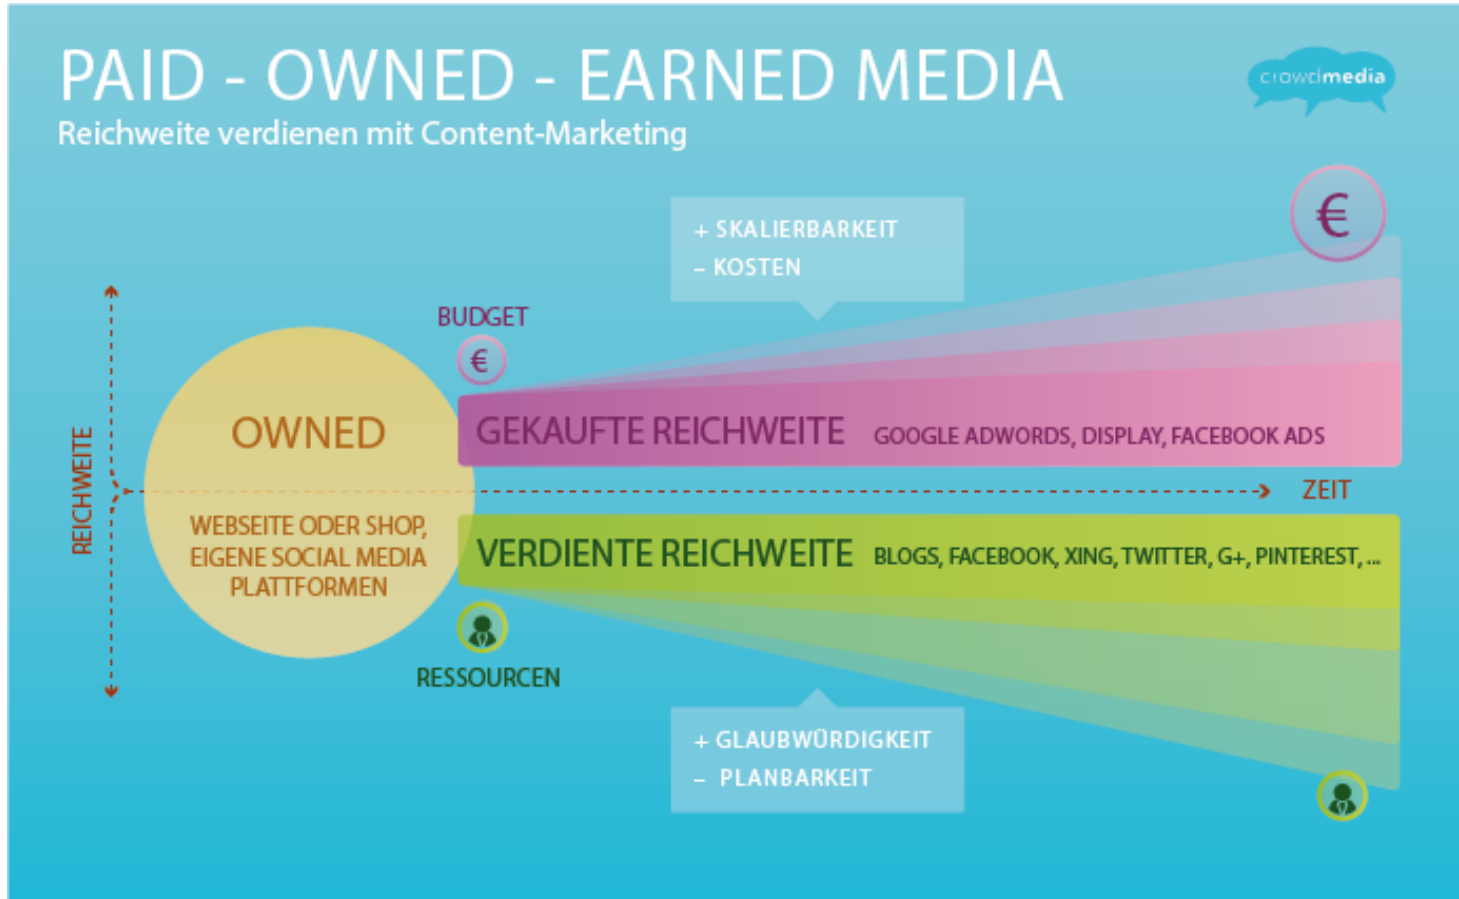 PAID - OWNED - EARNED MEDIA
Reichweite verdienen mit Content-Marketing
crowdmedia
€
+ SKALIERBARKEIT
– KOSTEN
BUDGET
€
REICHWEITE
OWNED
WEBSEITE ODER SHOP,
EIGENE SOCIAL MEDIA
PLATTFORMEN
GEKAUFTE REICHWEITE GOOGLE ADWORDS, DISPLAY, FACEBOOK ADS
ZEIT
VERDIENTE REICHWEITE BLOGS, FACEBOOK, XING, TWITTER, G+, PINTEREST, ...
RESSOURCEN
+ GLAUBWÜRDIGKEIT
– PLANBARKEIT